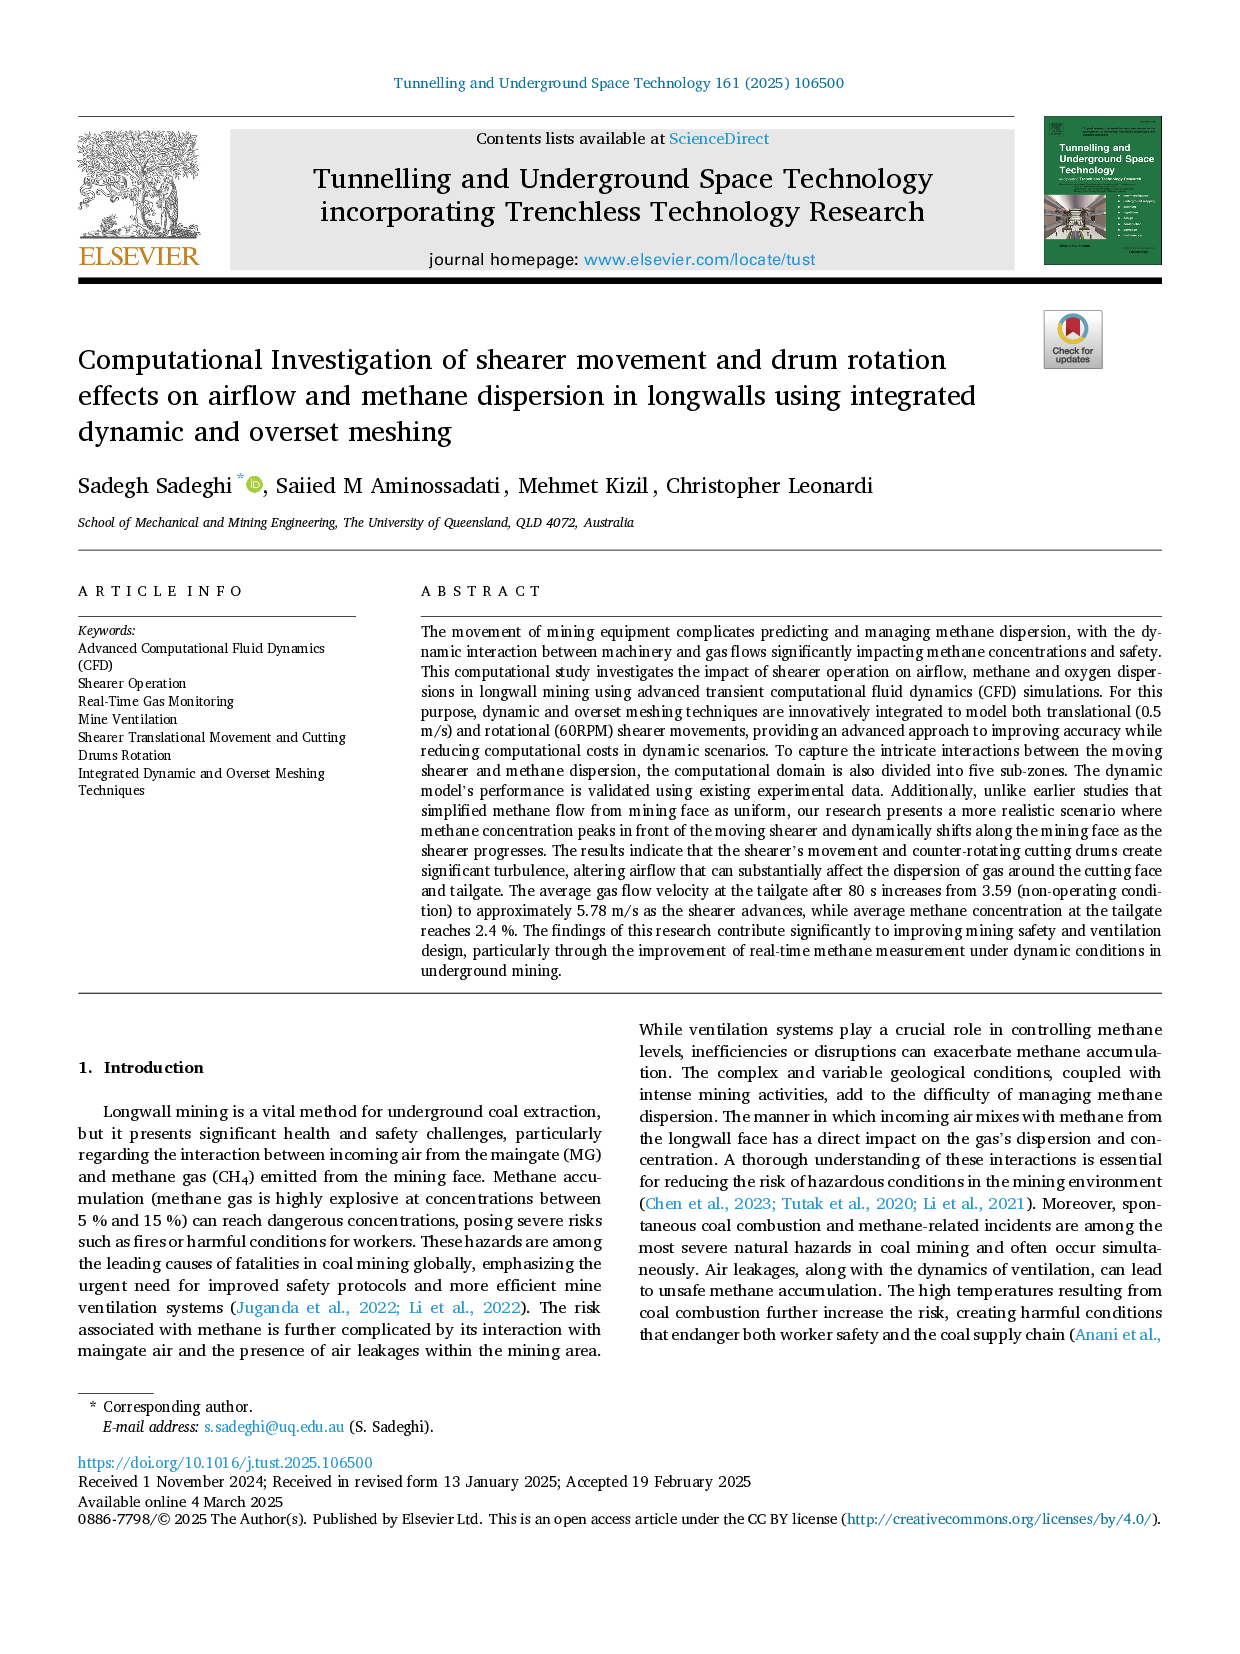 Tunnelling and Underground Space Technology 161 (2025) 106500
Contents lists available at ScienceDirect
Tunnelling and Underground Space Technology
incorporating Trenchless Technology Research
journal homepage: www.elsevier.com/locate/tust
ELSEVIER
Tunnelling and
Underground Space
Technology
incorporating Trenchless Technology Research
Check for
updates
Computational Investigation of shearer movement and drum rotation
effects on airflow and methane dispersion in longwalls using integrated
dynamic and overset meshing
Sadegh Sadeghi *, Saiied M Aminossadati, Mehmet Kizil, Christopher Leonardi
School of Mechanical and Mining Engineering, The University of Queensland, QLD 4072, Australia
ARTICLE INFO
Keywords:
Advanced Computational Fluid Dynamics
(CFD)
Shearer Operation
Real-Time Gas Monitoring
Mine Ventilation
Shearer Translational Movement and Cutting
Drums Rotation
Integrated Dynamic and Overset Meshing
Techniques
ABSTRACT
The movement of mining equipment complicates predicting and managing methane dispersion, with the dy-
namic interaction between machinery and gas flows significantly impacting methane concentrations and safety.
This computational study investigates the impact of shearer operation on airflow, methane and oxygen disper-
sions in longwall mining using advanced transient computational fluid dynamics (CFD) simulations. For this
purpose, dynamic and overset meshing techniques are innovatively integrated to model both translational (0.5
m/s) and rotational (60RPM) shearer movements, providing an advanced approach to improving accuracy while
reducing computational costs in dynamic scenarios. To capture the intricate interactions between the moving
shearer and methane dispersion, the computational domain is also divided into five sub-zones. The dynamic
model's performance is validated using existing experimental data. Additionally, unlike earlier studies that
simplified methane flow from mining face as uniform, our research presents a more realistic scenario where
methane concentration peaks in front of the moving shearer and dynamically shifts along the mining face as the
shearer progresses. The results indicate that the shearer's movement and counter-rotating cutting drums create
significant turbulence, altering airflow that can substantially affect the dispersion of gas around the cutting face
and tailgate. The average gas flow velocity at the tailgate after 80 s increases from 3.59 (non-operating condi-
tion) to approximately 5.78 m/s as the shearer advances, while average methane concentration at the tailgate
reaches 2.4 %. The findings of this research contribute significantly to improving mining safety and ventilation
design, particularly through the improvement of real-time methane measurement under dynamic conditions in
underground mining.
1. Introduction
Longwall mining is a vital method for underground coal extraction,
but it presents significant health and safety challenges, particularly
regarding the interaction between incoming air from the maingate (MG)
and methane gas (CH₄) emitted from the mining face. Methane accu-
mulation (methane gas is highly explosive at concentrations between
5 % and 15 %) can reach dangerous concentrations, posing severe risks
such as fires or harmful conditions for workers. These hazards are among
the leading causes of fatalities in coal mining globally, emphasizing the
urgent need for improved safety protocols and more efficient mine
ventilation systems (Juganda et al., 2022; Li et al., 2022). The risk
associated with methane is further complicated by its interaction with
maingate air and the presence of air leakages within the mining area.
While ventilation systems play a crucial role in controlling methane
levels, inefficiencies or disruptions can exacerbate methane accumula-
tion. The complex and variable geological conditions, coupled with
intense mining activities, add to the difficulty of managing methane
dispersion. The manner in which incoming air mixes with methane from
the longwall face has a direct impact on the gas's dispersion and con-
centration. A thorough understanding of these interactions is essential
for reducing the risk of hazardous conditions in the mining environment
(Chen et al., 2023; Tutak et al., 2020; Li et al., 2021). Moreover, spon-
taneous coal combustion and methane-related incidents are among the
most severe natural hazards in coal mining and often occur simulta-
neously. Air leakages, along with the dynamics of ventilation, can lead
to unsafe methane accumulation. The high temperatures resulting from
coal combustion further increase the risk, creating harmful conditions
that endanger both worker safety and the coal supply chain (Anani et al.,
* Corresponding author.
E-mail address: s.sadeghi@uq.edu.au (S. Sadeghi).
https://doi.org/10.1016/j.tust.2025.106500
Received 1 November 2024; Received in revised form 13 January 2025; Accepted 19 February 2025
Available online 4 March 2025
0886-7798/© 2025 The Author(s). Published by Elsevier Ltd. This is an open access article under the CC BY license (http://creativecommons.org/licenses/by/4.0/).